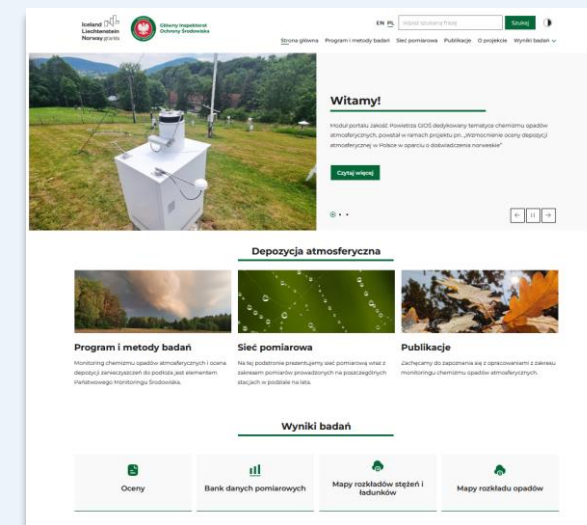 Iceland
Liechtenstein
Norway grants
Główny Inspektorat
Ochrony Środowiska
EN PL
Wpisz szukaną frazę
Szukaj
Strona główna Program i metody badań Sieć pomiarowa Publikacje O projekcie Wyniki badań
Witamy!
Moduł portalu Jakość Powietrza GIOŚ dedykowany tematyce chemizmu opadów
atmosferycznych, powstał w ramach projektu pn. „Wzmocnienie oceny depozycji
atmosferycznej w Polsce w oparciu o doświadczenia norweskie”
Czytaj więcej
Depozycja atmosferyczna
Program i metody badań
Monitoring chemizmu opadów atmosferycznych i ocena
depozycji zanieczyszczeń do podłoża jest elementem
Państwowego Monitoringu Środowiska.
Sieć pomiarowa
Na tej podstronie prezentujemy sieć pomiarową wraz z
zakresem pomiarów prowadzonych na poszczególnych
stacjach w podziale na lata.
Publikacje
Zachęcamy do zapoznania się z opracowaniami z zakresu
monitoringu chemizmu opadów atmosferycznych.
Wyniki badań
Oceny
Bank danych pomiarowych
Mapy rozkładów stężeń i
ładunków
Mapy rozkładu opadów